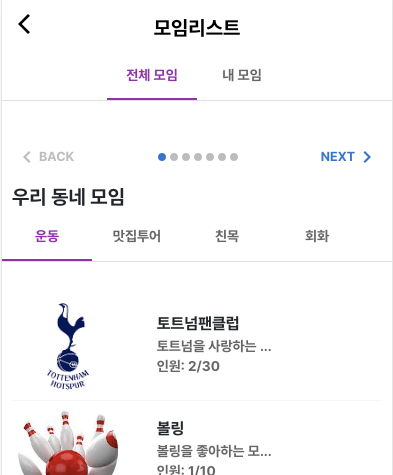 모임리스트
전체 모임
내 모임
BACK
NEXT
우리 동네 모임
운동
맛집투어
친목
회화
토트넘팬클럽
토트넘을 사랑하는 ...
인원: 2/30
TOTTENHAM
HOTSPUR
볼링
볼링을 좋아하는 모...
인원: 1/10